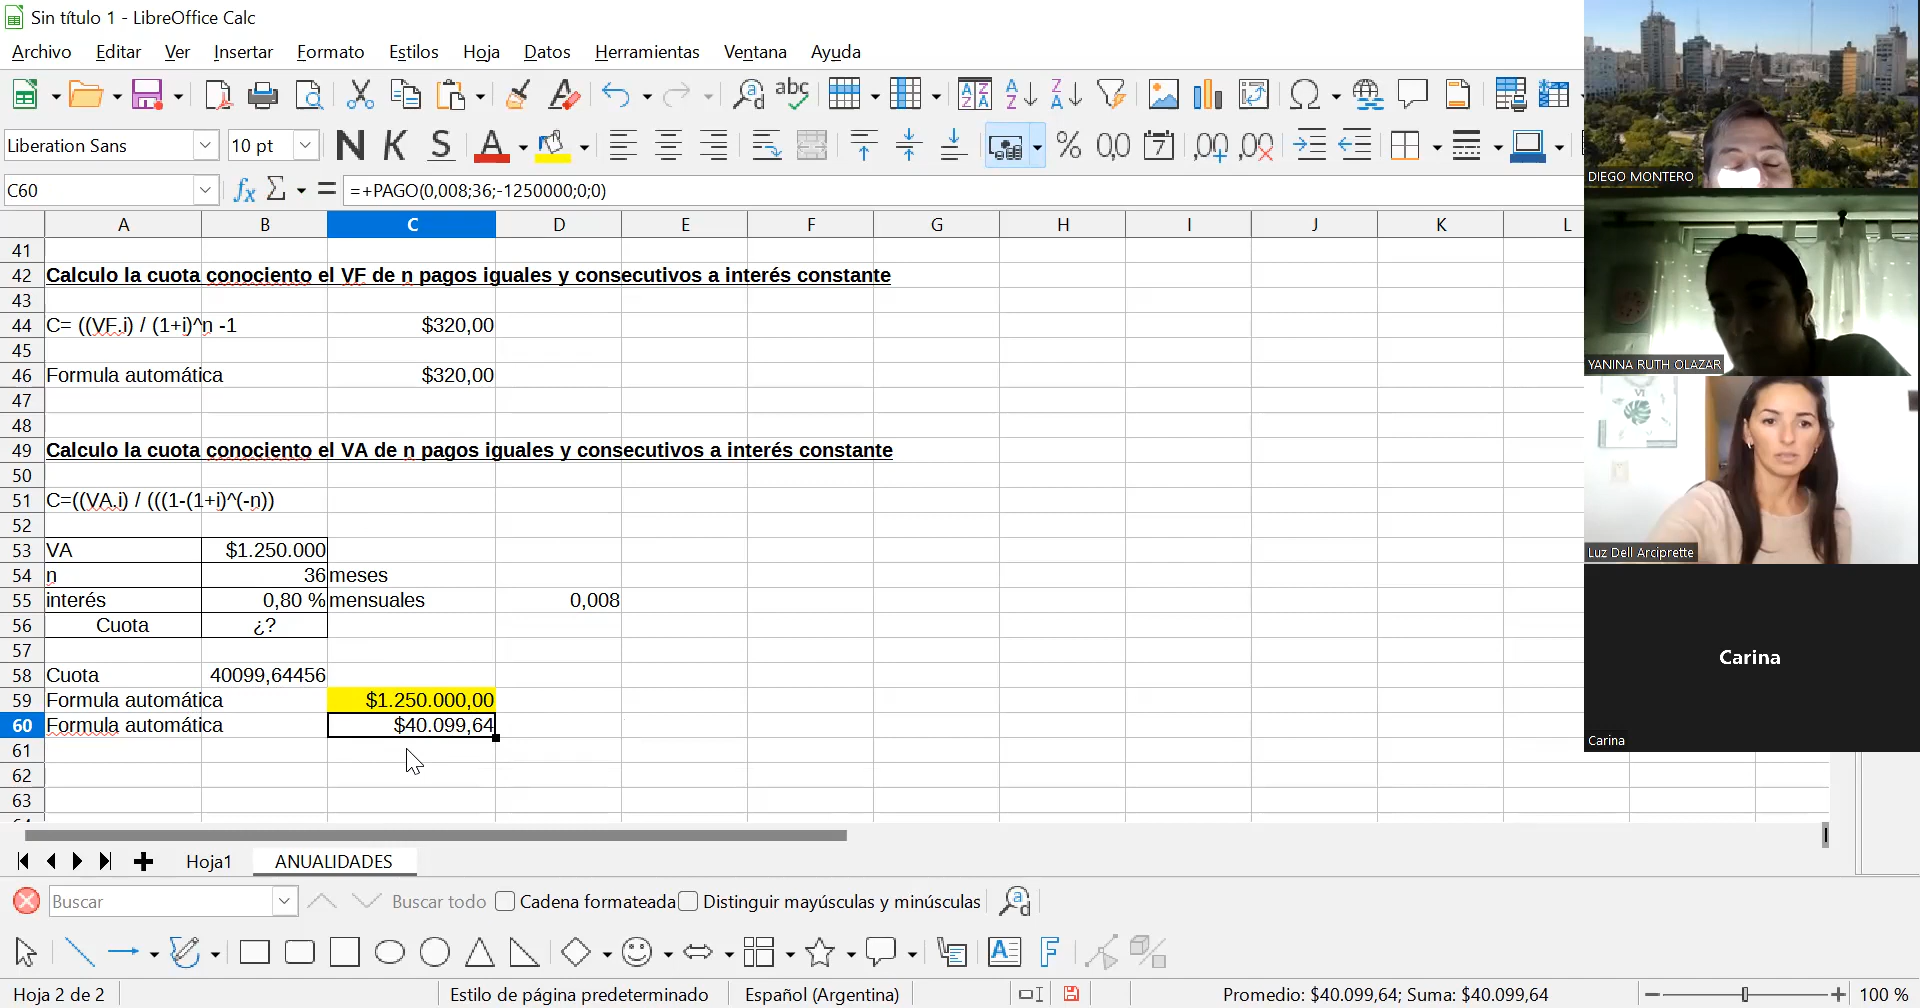 Sin título 1 - LibreOffice Calc
Archivo Editar Ver Insertar Formato Estilos Hoja Datos Herramientas Ventana Ayuda
Liberation Sans 10 pt N K S A % 0,0 7 ,00 ,00
C60 fx Σ = =+PAGO(0,008;36;-1250000;0;0)
A B C D E F G H I J K L
41
42 Calculo la cuota conociento el VF de n pagos iguales y consecutivos a interés constante
43
44 C= ((VF.i) / (1+i)^n -1 $320,00
45
46 Formula automática $320,00
47
48
49 Calculo la cuota conociento el VA de n pagos iguales y consecutivos a interés constante
50
51 C=((VA.i) / (((1-(1+i)^(-n))
52
53 VA $1.250.000
54 n 36 meses
55 interés 0,80 % mensuales 0,008
56 Cuota ¿?
57
58 Cuota 40099,64456
59 Formula automática $1.250.000,00
60 Formula automática $40.099,64
61
62
63
Hoja1 ANUALIDADES
Buscar Buscar todo Cadena formateada Distinguir mayúsculas y minúsculas
Hoja 2 de 2 Estilo de página predeterminado Español (Argentina) Promedio: $40.099,64; Suma: $40.099,64 100 %
DIEGO MONTERO
YANINA RUTH OLAZAR
Luz Dell Arciprette
Carina
Carina